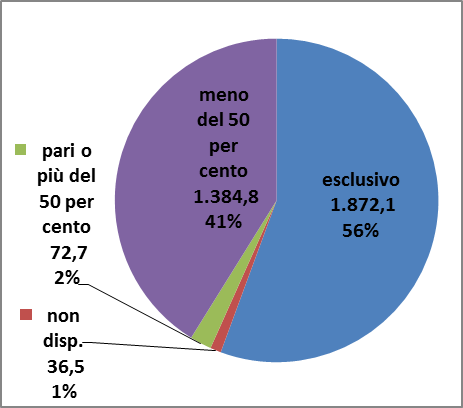 meno
del 50
per
cento
1.384,8
41%
esclusivo
1.872,1
56%
pari o
più del
50 per
cento
72,7
2%
non
disp.
36,5
1%